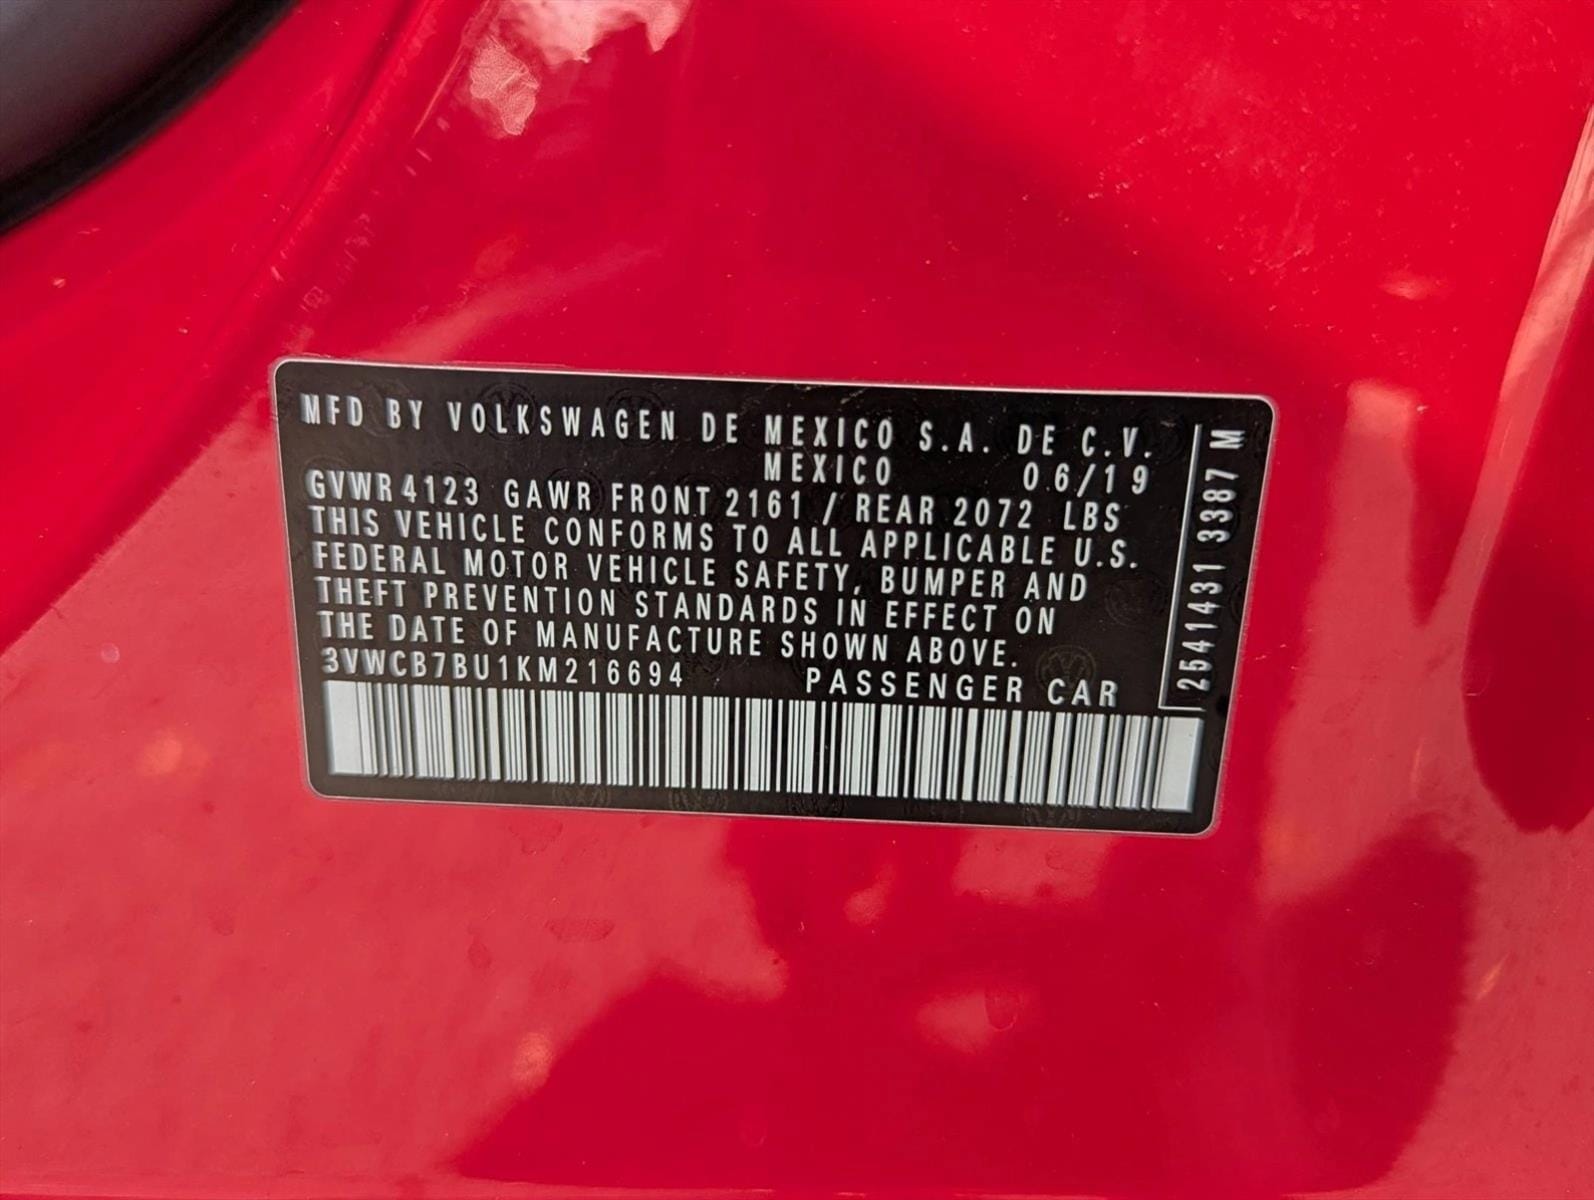 MFD BY VOLKSWAGEN DE MEXICO S.A. DE C.V.
MEXICO 06/19
GVWR 4123 GAWR FRONT 2161 / REAR 2072 LBS
THIS VEHICLE CONFORMS TO ALL APPLICABLE U.S.
FEDERAL MOTOR VEHICLE SAFETY, BUMPER AND
THEFT PREVENTION STANDARDS IN EFFECT ON
THE DATE OF MANUFACTURE SHOWN ABOVE.
3VWCB7BU1KM216694 PASSENGER CAR
2541431 3387 M